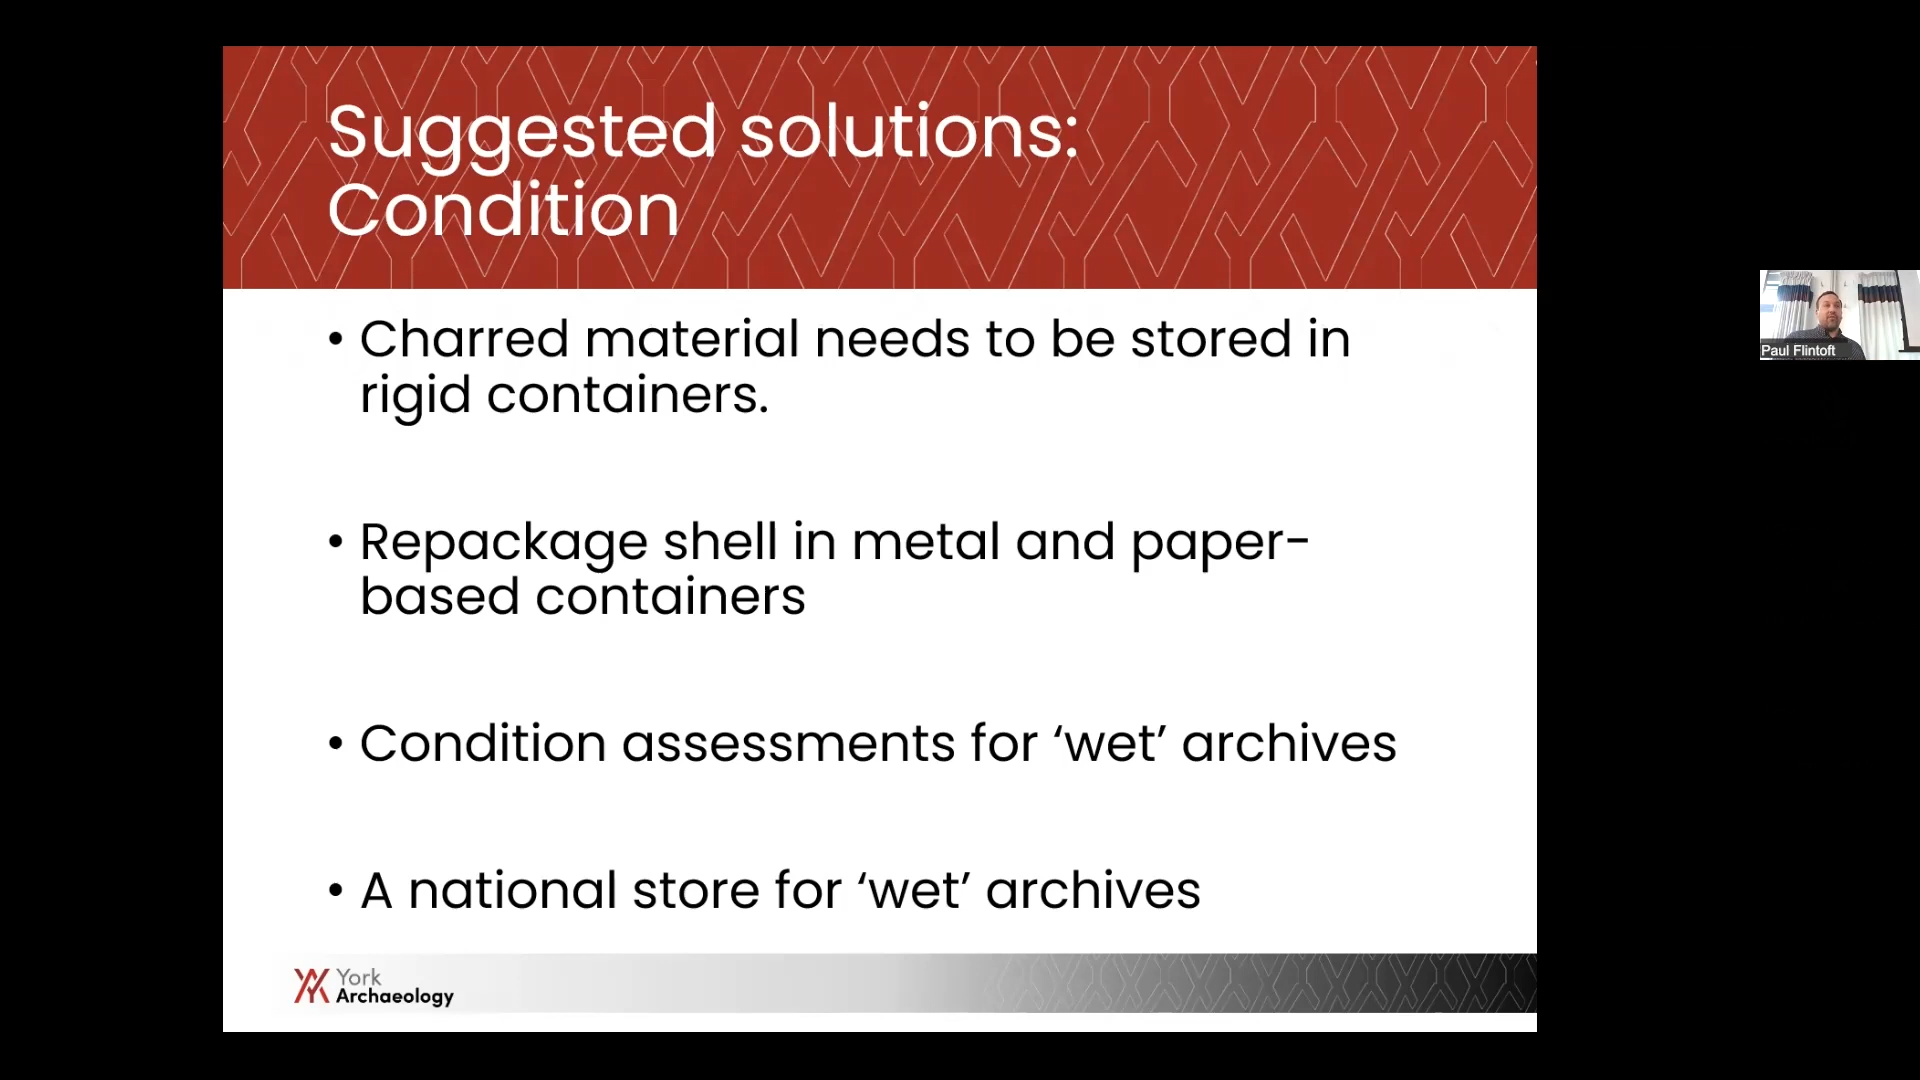 Suggested solutions:
Condition
• Charred material needs to be stored in
rigid containers.
• Repackage shell in metal and paper-
based containers
• Condition assessments for ‘wet’ archives
• A national store for ‘wet’ archives
York
Archaeology
Paul Flintoft